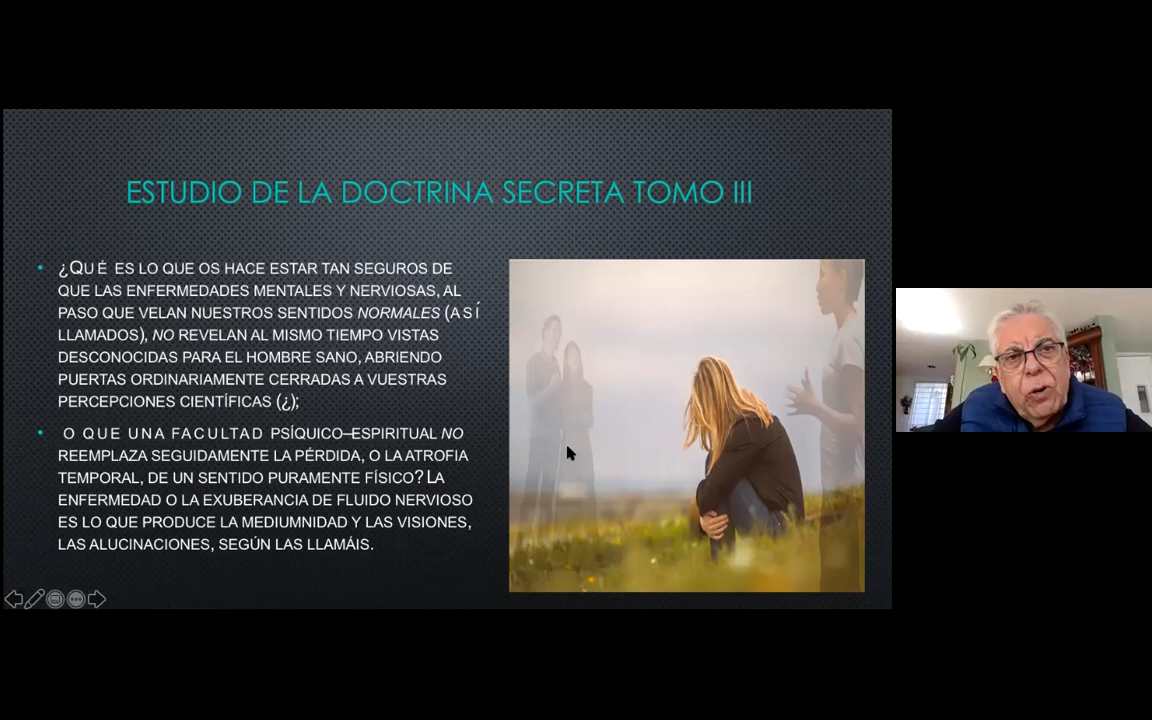 ESTUDIO DE LA DOCTRINA SECRETA TOMO III
• ¿QUÉ ES LO QUE OS HACE ESTAR TAN SEGUROS DE
QUE LAS ENFERMEDADES MENTALES Y NERVIOSAS, AL
PASO QUE VELAN NUESTROS SENTIDOS NORMALES (ASÍ
LLAMADOS), NO REVELAN AL MISMO TIEMPO VISTAS
DESCONOCIDAS PARA EL HOMBRE SANO, ABRIENDO
PUERTAS ORDINARIAMENTE CERRADAS A VUESTRAS
PERCEPCIONES CIENTÍFICAS (¿);
• O QUE UNA FACULTAD PSÍQUICO–ESPIRITUAL NO
REEMPLAZA SEGUIDAMENTE LA PÉRDIDA, O LA ATROFIA
TEMPORAL, DE UN SENTIDO PURAMENTE FÍSICO? LA
ENFERMEDAD O LA EXUBERANCIA DE FLUIDO NERVIOSO
ES LO QUE PRODUCE LA MEDIUMNIDAD Y LAS VISIONES,
LAS ALUCINACIONES, SEGÚN LAS LLAMÁIS.